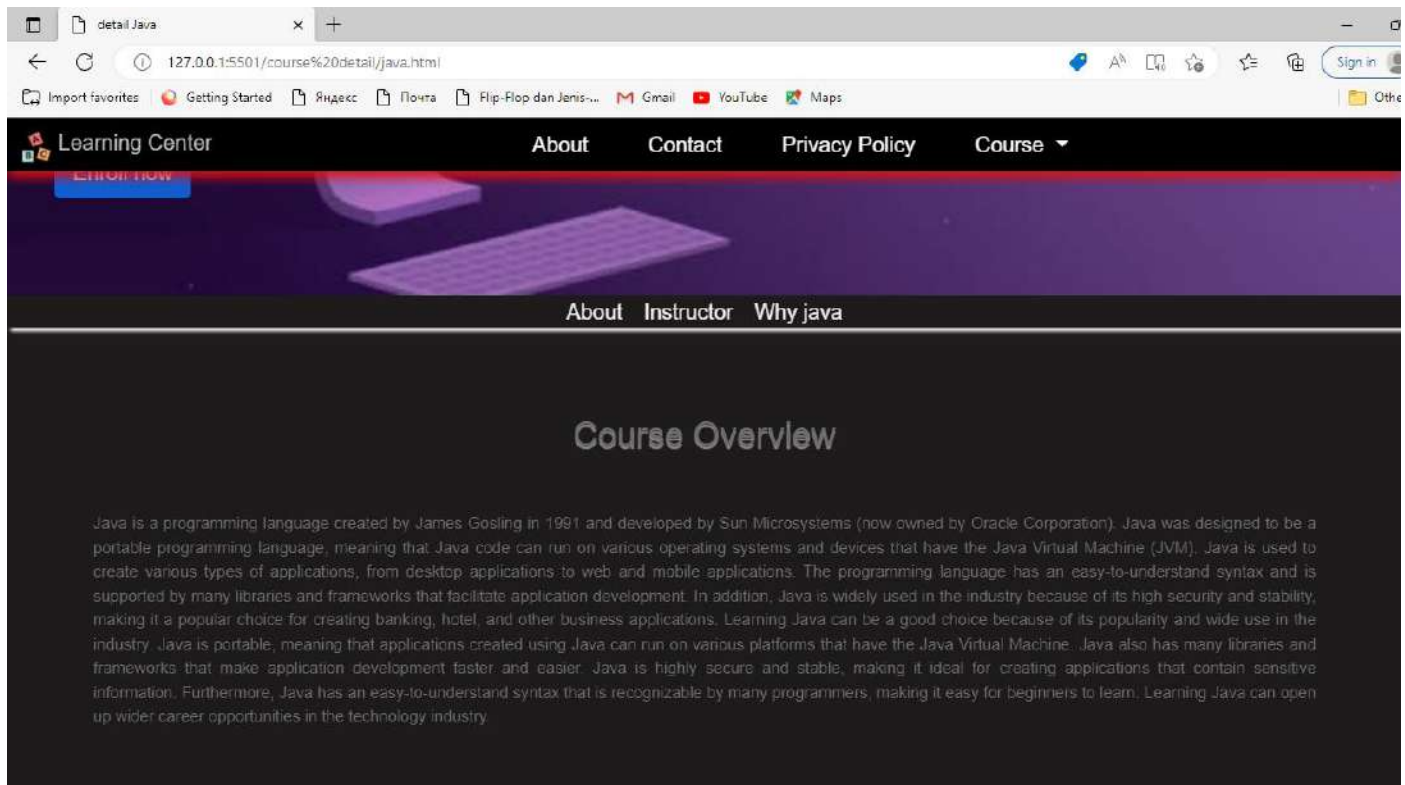 detail Java
127.0.0.1:5501/course%20detail/java.html
Sign in
Import favorites Getting Started Яндекс Почта Flip-Flop dan Jenis-... Gmail YouTube Maps Othe
Learning Center About Contact Privacy Policy Course
Enroll now
About Instructor Why java
Course Overview
Java is a programming language created by James Gosling in 1991 and developed by Sun Microsystems (now owned by Oracle Corporation). Java was designed to be a
portable programming language, meaning that Java code can run on various operating systems and devices that have the Java Virtual Machine (JVM). Java is used to
create various types of applications, from desktop applications to web and mobile applications. The programming language has an easy-to-understand syntax and is
supported by many libraries and frameworks that facilitate application development. In addition, Java is widely used in the industry because of its high security and stability,
making it a popular choice for creating banking, hotel, and other business applications. Learning Java can be a good choice because of its popularity and wide use in the
industry. Java is portable, meaning that applications created using Java can run on various platforms that have the Java Virtual Machine. Java also has many libraries and
frameworks that make application development faster and easier. Java is highly secure and stable, making it ideal for creating applications that contain sensitive
information. Furthermore, Java has an easy-to-understand syntax that is recognizable by many programmers, making it easy for beginners to learn. Learning Java can open
up wider career opportunities in the technology industry.